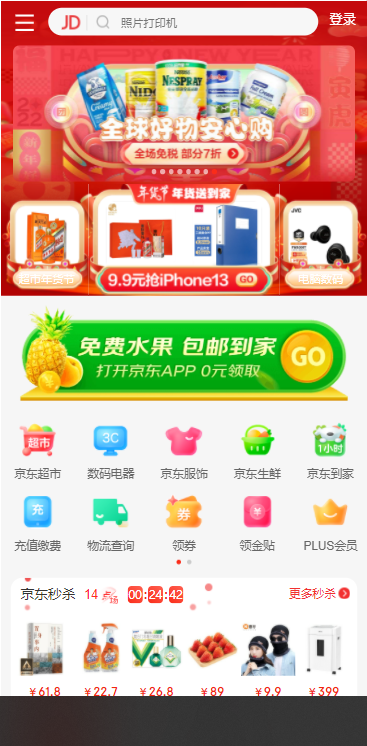 JD 照片打印机 登录
NIDO
NESTLÉ
NESPRAY
全球好物安心购
全场免税 部分7折
年货节 年货送到家
JVC
超市年货节
9.9元抢iPhone13 GO
电脑数码
免费水果 包邮到家
打开京东APP 0元领取
GO
超市 3C 1小时
京东超市 数码电器 京东服饰 京东生鲜 京东到家
充 券 ¥
充值缴费 物流查询 领券 领金贴 PLUS会员
京东秒杀 14点场 00:24:42 更多秒杀
¥61.8 ¥22.7 ¥26.8 ¥89 ¥9.9 ¥399